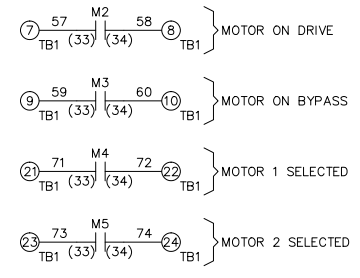 M2
7 57 58 8 MOTOR ON DRIVE
TB1 (33) (34) TB1
M3
9 59 60 10 MOTOR ON BYPASS
TB1 (33) (34) TB1
M4
21 71 72 22 MOTOR 1 SELECTED
TB1 (33) (34) TB1
M5
23 73 74 24 MOTOR 2 SELECTED
TB1 (33) (34) TB1